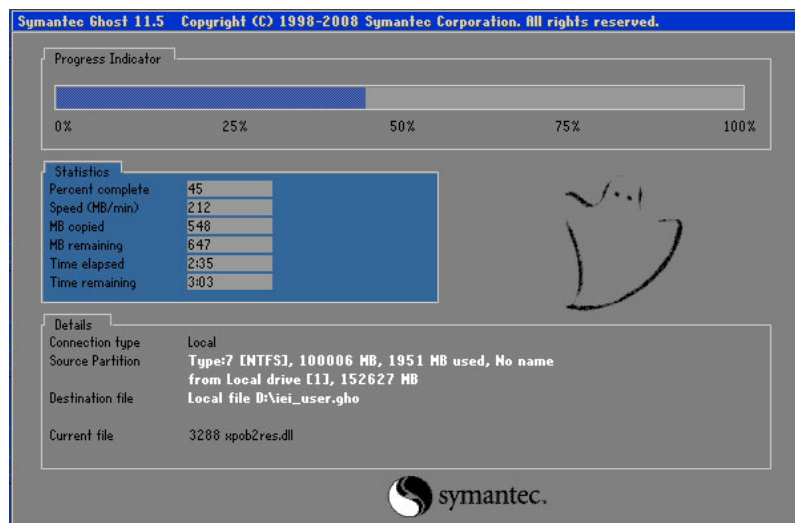 Symantec Ghost 11.5 Copyright (C) 1998-2008 Symantec Corporation. All rights reserved.
Progress Indicator
0% 25% 50% 75% 100%
Statistics
Percent complete 45
Speed (MB/min) 212
MB copied 548
MB remaining 647
Time elapsed 2:35
Time remaining 3:03
Details
Connection type Local
Source Partition Type:7 [NTFS], 100006 MB, 1951 MB used, No name
from Local drive [1], 152627 MB
Destination file Local file D:\iei_user.gho
Current file 3288 xpob2res.dll
symantec.